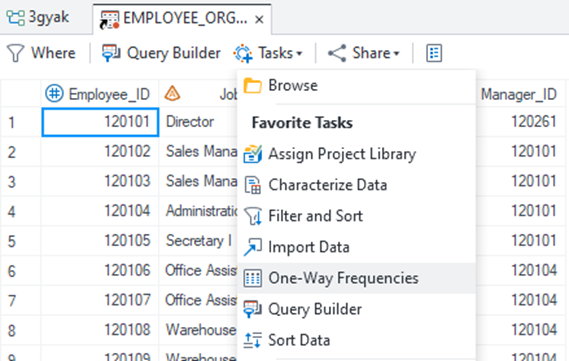 3gyak
EMPLOYEE_ORG...
Where
Query Builder
Tasks
Share
Employee_ID
Job
Manager_ID
Browse
Favorite Tasks
Assign Project Library
Characterize Data
Filter and Sort
Import Data
One-Way Frequencies
Query Builder
Sort Data
1 120101 Director 120261
2 120102 Sales Mana 120101
3 120103 Sales Mana 120101
4 120104 Administratio 120101
5 120105 Secretary I 120101
6 120106 Office Assis 120104
7 120107 Office Assis 120104
8 120108 Warehouse 120104
9 120109 Warehouse 120104